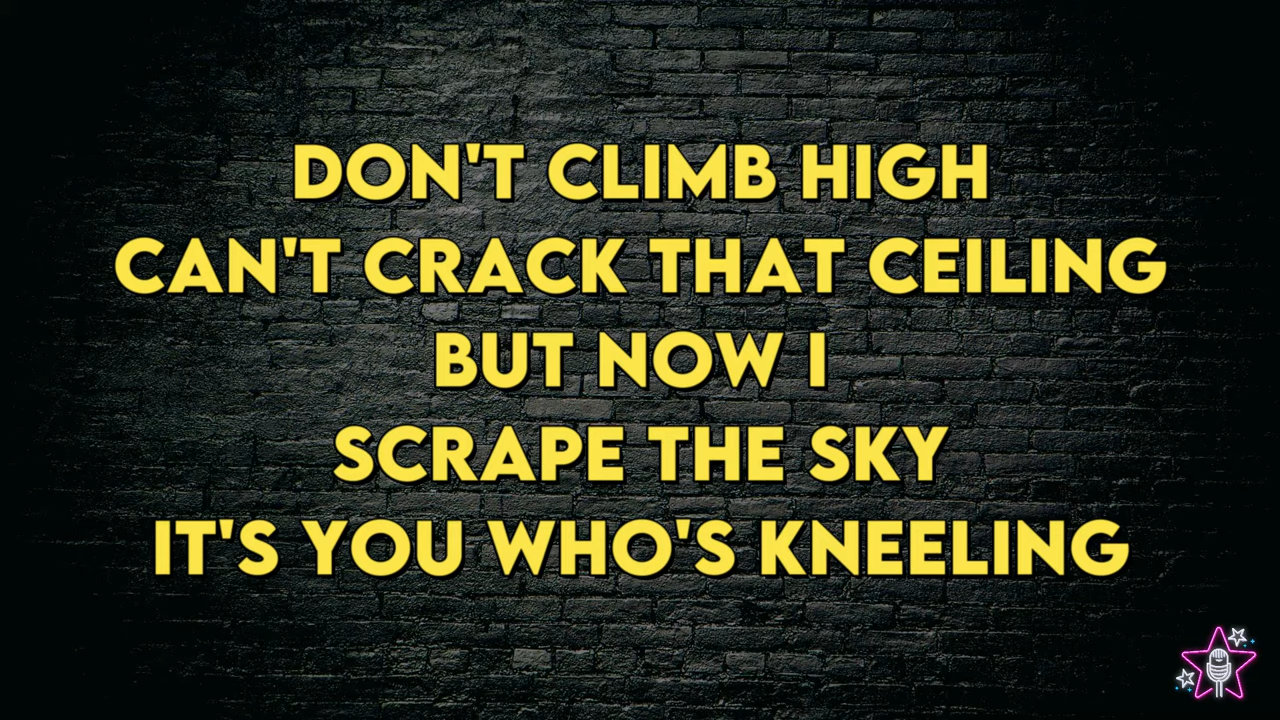 DON'T CLIMB HIGH
CAN'T CRACK THAT CEILING
BUT NOW I
SCRAPE THE SKY
IT'S YOU WHO'S KNEELING